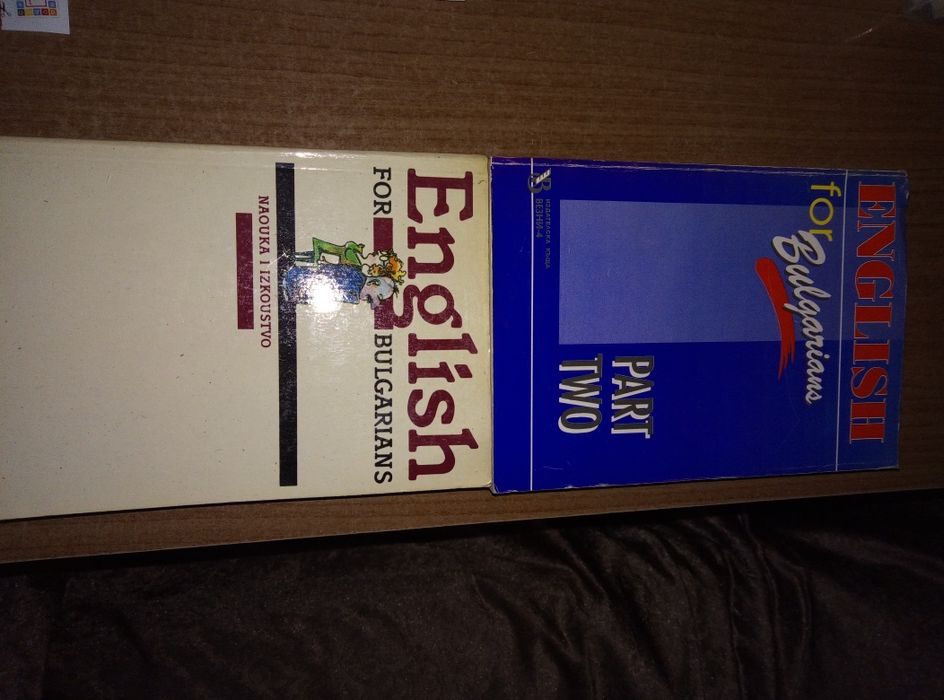 English
FOR BULGARIANS
NAOUKA I IZKOUSTVO
ENGLISH
for
Bulgarians
PART
TWO
ИЗДАТЕЛСКА КЪЩА
ВЕЗНИ-4